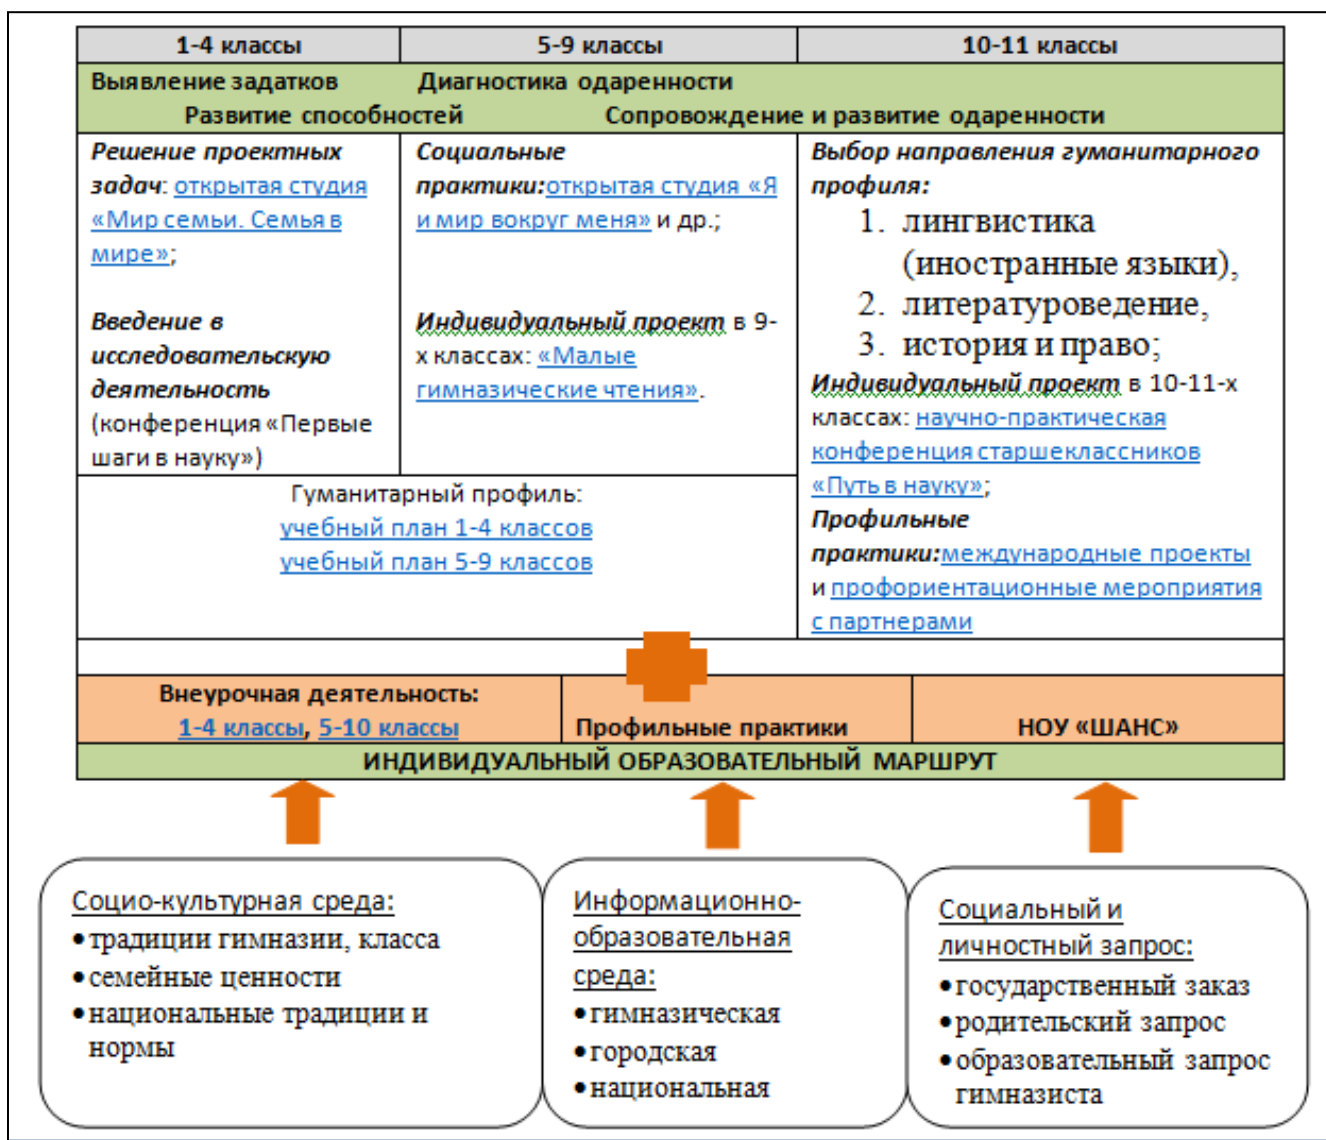 1-4 классы
5-9 классы
10-11 классы
Выявление задатков Диагностика одаренности
Развитие способностей Сопровождение и развитие одаренности
Решение проектных
задач: открытая студия
«Мир семьи. Семья в
мире»;
Введение в
исследовательскую
деятельность
(конференция «Первые
шаги в науку»)
Социальные
практики:открытая студия «Я
и мир вокруг меня» и др.;
Индивидуальный проект в 9-
х классах: «Малые
гимназические чтения».
Выбор направления гуманитарного
профиля:
1. лингвистика
(иностранные языки),
2. литературоведение,
3. история и право;
Индивидуальный проект в 10-11-х
классах: научно-практическая
конференция старшеклассников
«Путь в науку»;
Профильные
практики:международные проекты
и профориентационные мероприятия
с партнерами
Гуманитарный профиль:
учебный план 1-4 классов
учебный план 5-9 классов
Внеурочная деятельность:
1-4 классы, 5-10 классы
Профильные практики
НОУ «ШАНС»
ИНДИВИДУАЛЬНЫЙ ОБРАЗОВАТЕЛЬНЫЙ МАРШРУТ
Социо-культурная среда:
•традиции гимназии, класса
•семейные ценности
•национальные традиции и
нормы
Информационно-
образовательная
среда:
•гимназическая
•городская
•национальная
Социальный и
личностный запрос:
•государственный заказ
•родительский запрос
•образовательный запрос
гимназиста